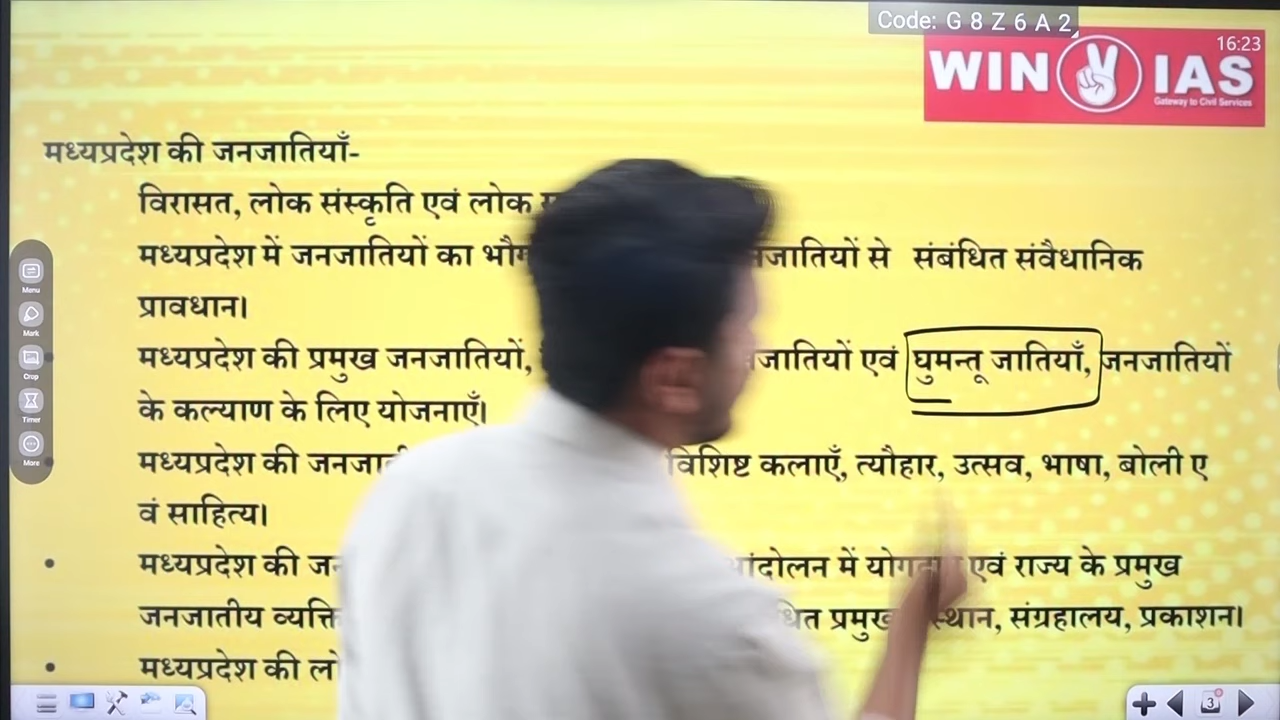 Code: G 8 Z 6 A 2
16:23
WIN IAS
Gateway to Civil Services
मध्यप्रदेश की जनजातियाँ-
विरासत, लोक संस्कृति एवं लोक
मध्यप्रदेश में जनजातियों का संबंधित संवैधानिक
प्रावधान।
मध्यप्रदेश की प्रमुख जनजातियों, एवं घुमन्तू जातियाँ, जनजातियों
के कल्याण के लिए योजनाएँ।
मध्यप्रदेश की विशिष्ट कलाएँ, त्यौहार, उत्सव, भाषा, बोली ए
वं साहित्य।
मध्यप्रदेश की में एवं राज्य के प्रमुख
जनजातीय संग्रहालय, प्रकाशन।
मध्यप्रदेश की
Menu
Mark
Crop
Timer
More
3